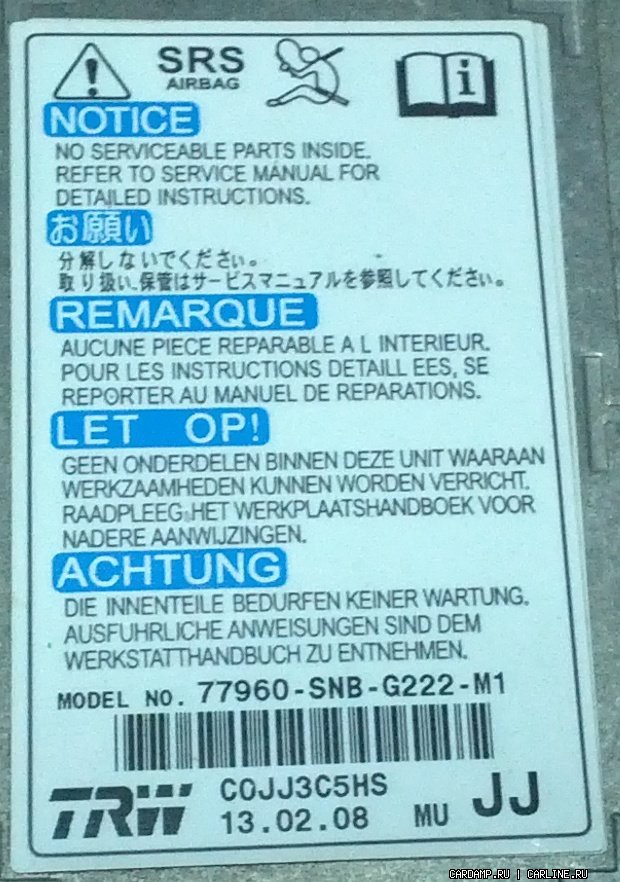 SRS
AIRBAG
NOTICE
NO SERVICEABLE PARTS INSIDE.
REFER TO SERVICE MANUAL FOR
DETAILED INSTRUCTIONS.
お願い
分解しないでください。
取り扱い、保管はサービスマニュアルを参照してください。
REMARQUE
AUCUNE PIECE REPARABLE A L INTERIEUR.
POUR LES INSTRUCTIONS DETAILL EES, SE
REPORTER AU MANUEL DE REPARATIONS.
LET OP!
GEEN ONDERDELEN BINNEN DEZE UNIT WAARAAN
WERKZAAMHEDEN KUNNEN WORDEN VERRICHT.
RAADPLEEG HET WERKPLAATSHANDBOEK VOOR
NADERE AANWIJZINGEN.
ACHTUNG
DIE INNENTEILE BEDURFEN KEINER WARTUNG.
AUSFUHRLICHE ANWEISUNGEN SIND DEM
WERKSTATTHANDBUCH ZU ENTNEHMEN.
MODEL NO. 77960-SNB-G222-M1
TRW C0JJ3C5HS
13.02.08 MU JJ
CARDAMP.RU | CARLINE.RU